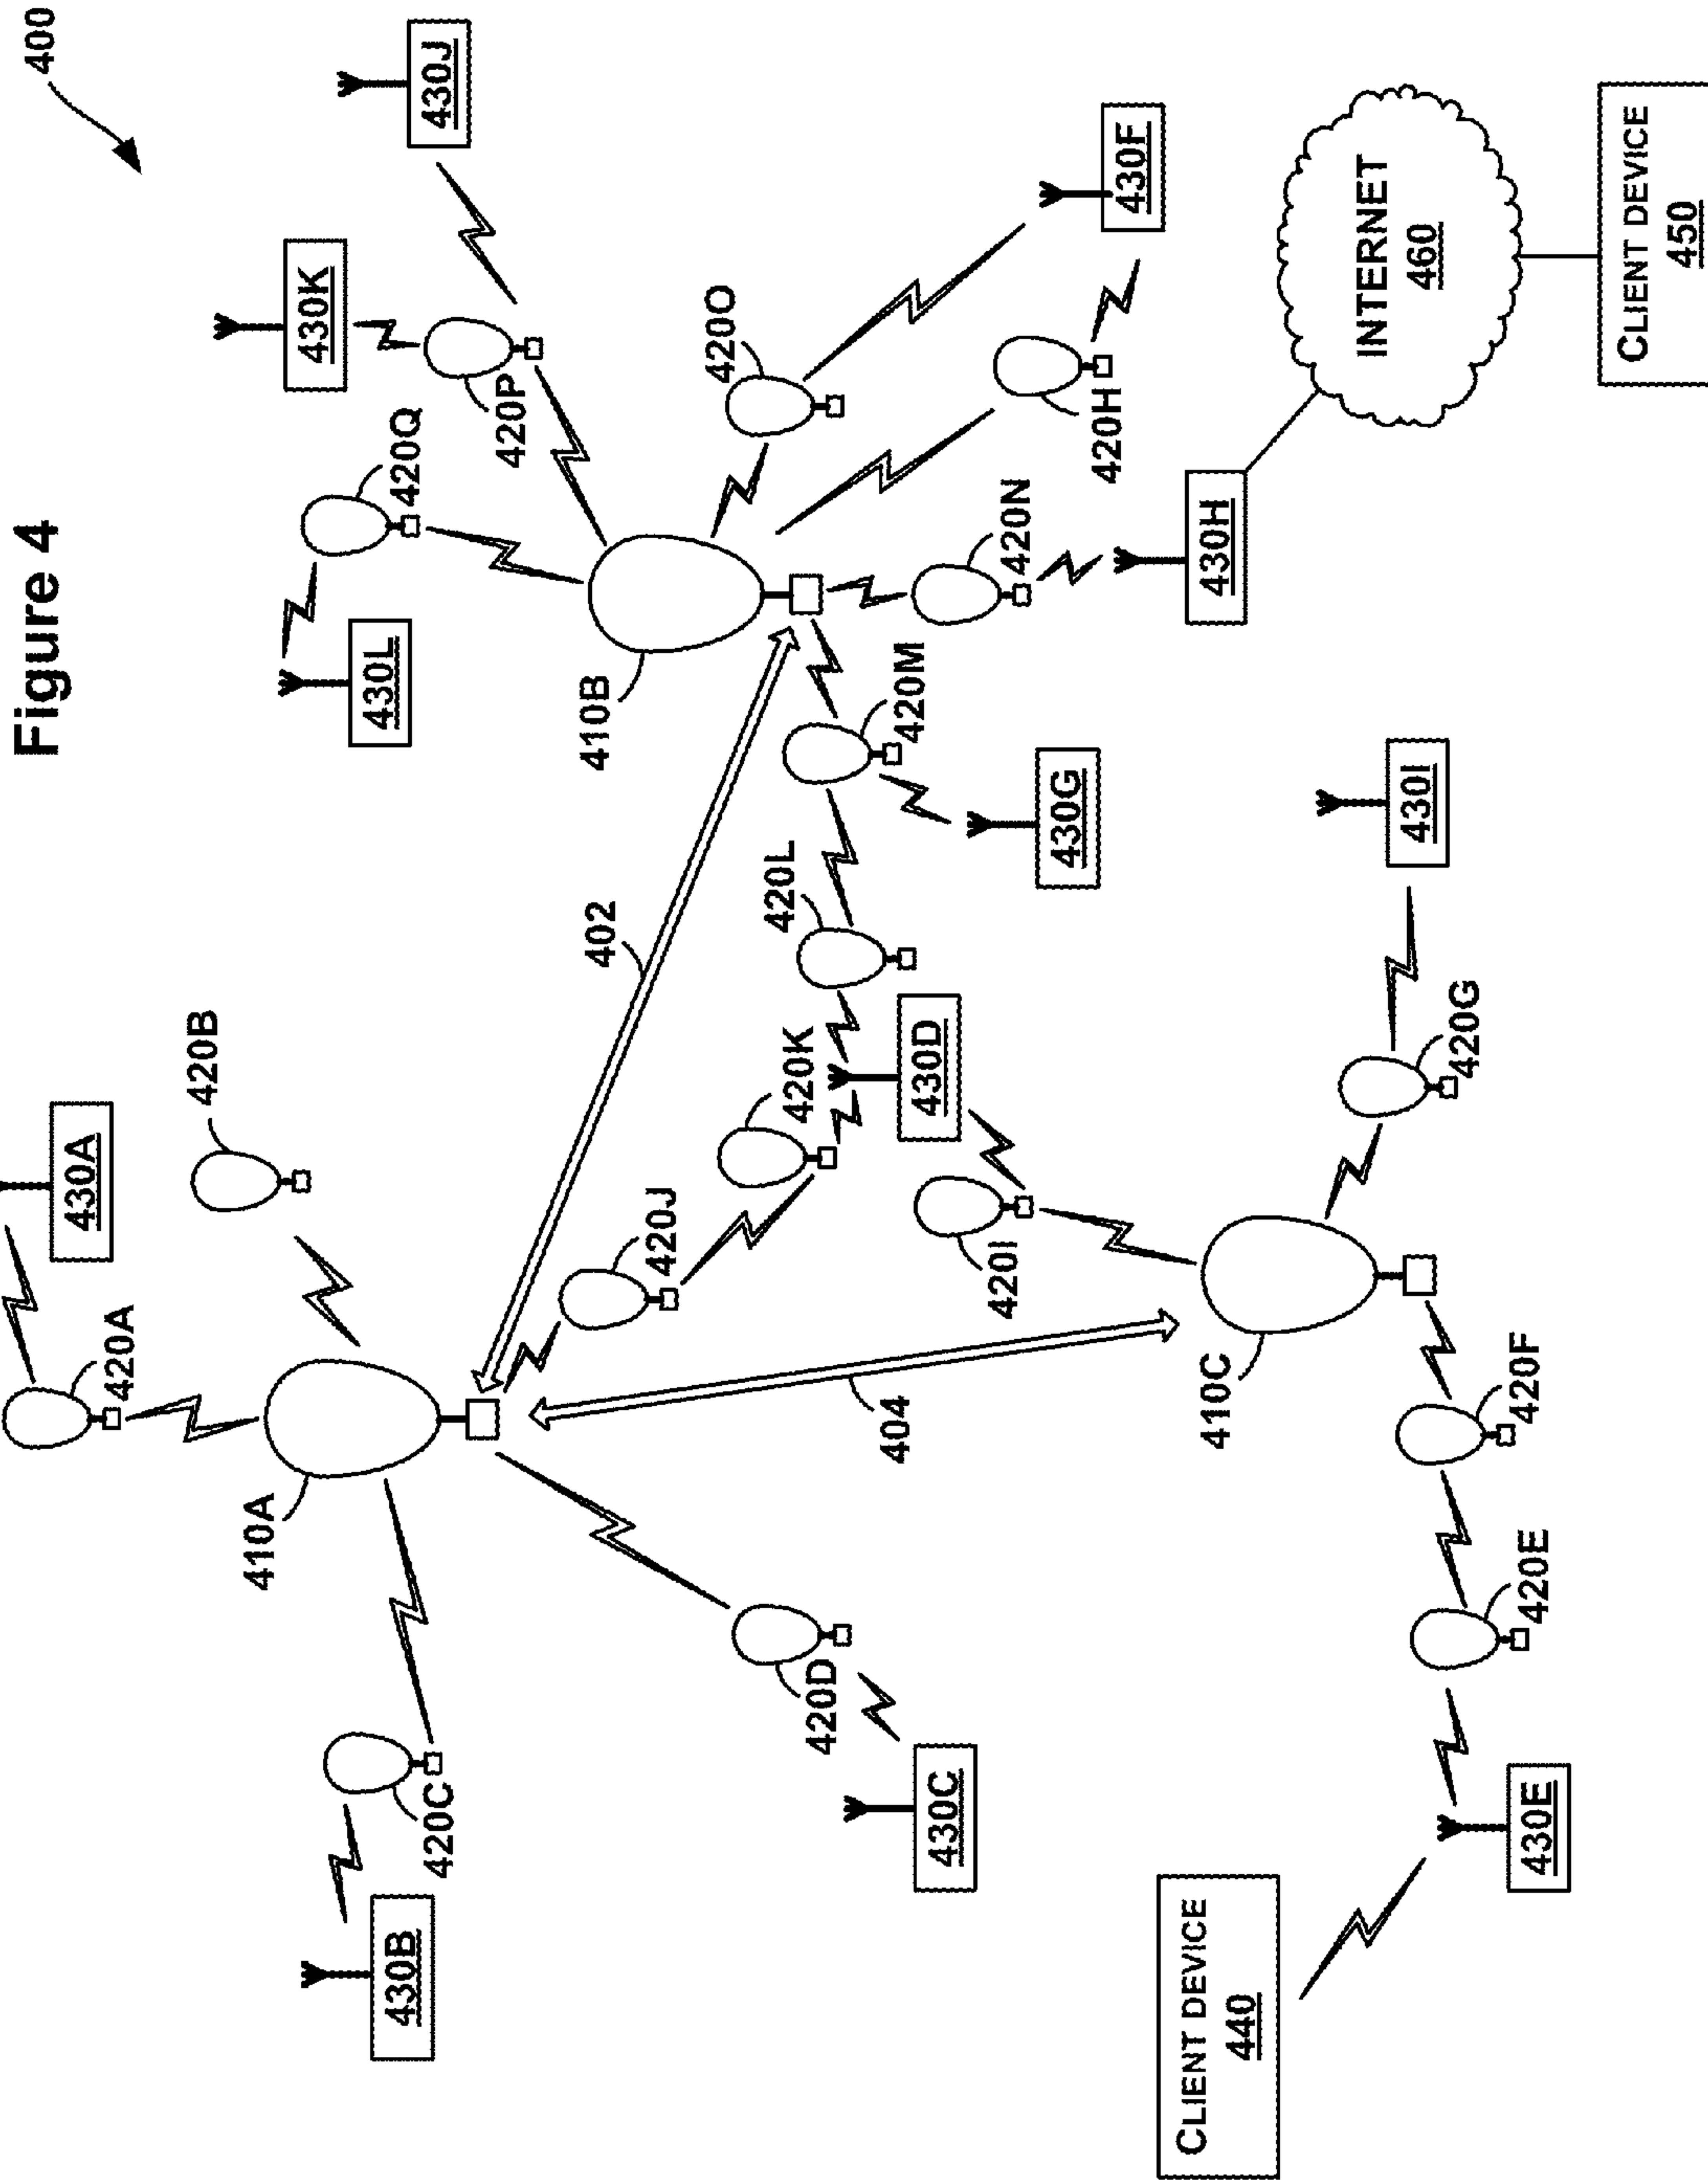 Figure 4
400
430A
420A
420B
430L
420Q
430K
430J
420P
410A
430B
420C
402
410B
420O
420J
420K
420L
420M
420D
430C
430D
430G
420N
420H
430F
404
420I
430H
410C
420G
430I
INTERNET
460
CLIENT DEVICE
440
430E
420E
420F
CLIENT DEVICE
450